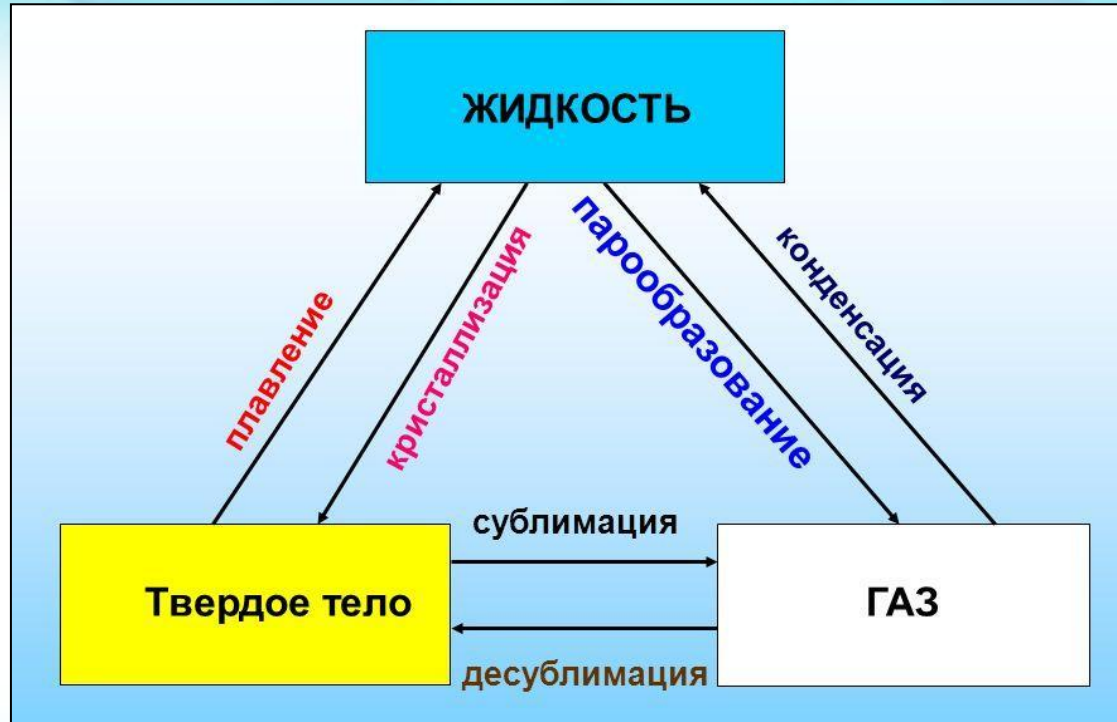 ЖИДКОСТЬ
плавление
кристаллизация
парообразование
конденсация
сублимация
Твердое тело
ГАЗ
десублимация